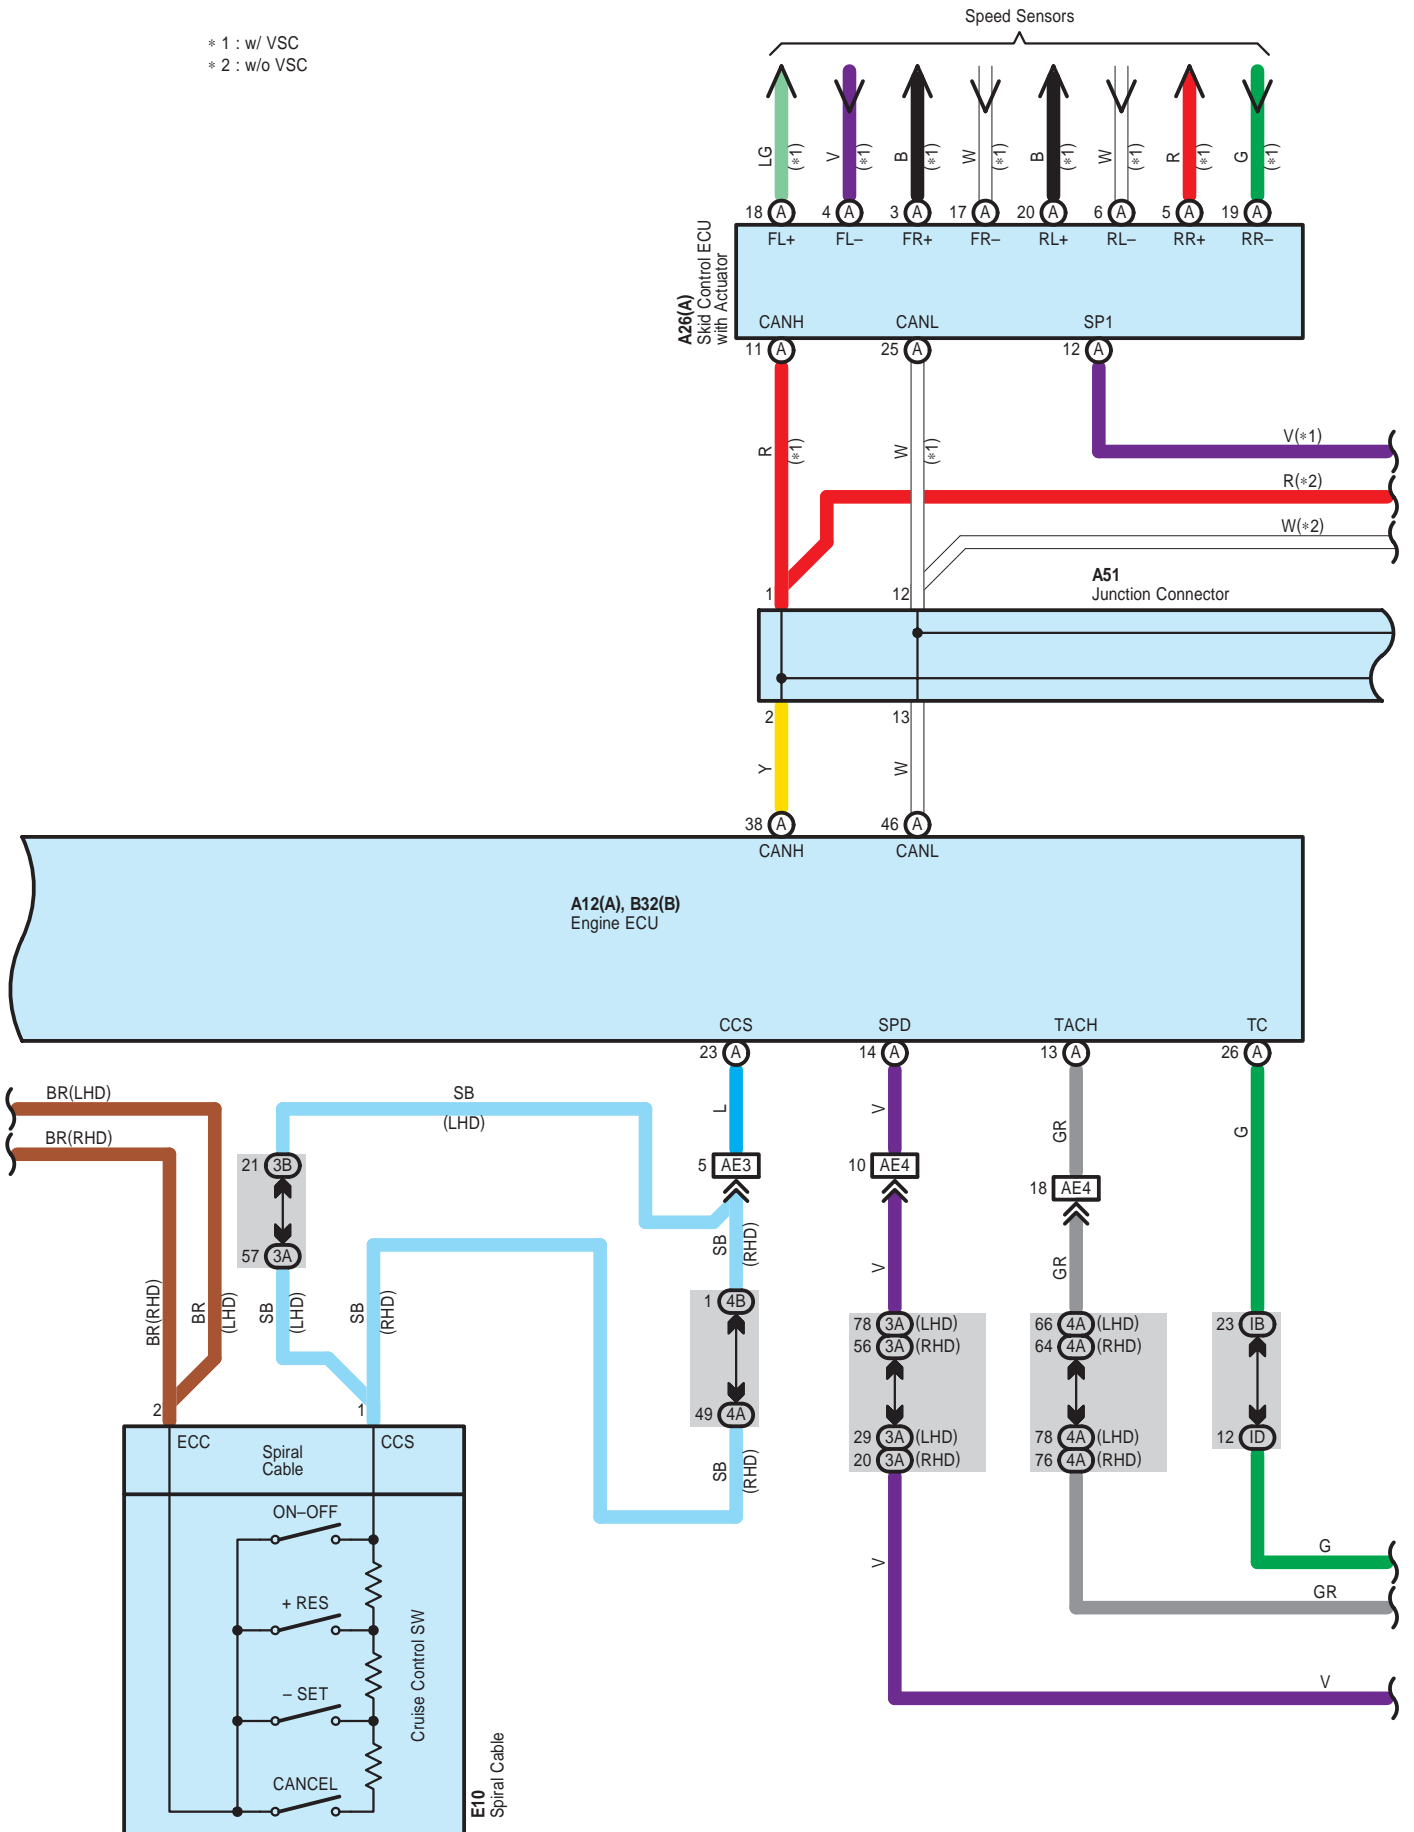 Speed Sensors
* 1 : w/ VSC
* 2 : w/o VSC
LG (*1) V (*1) B (*1) W (*1) B (*1) W (*1) R (*1) G (*1)
18 A 4 A 3 A 17 A 20 A 6 A 5 A 19 A
FL+ FL– FR+ FR– RL+ RL– RR+ RR–
A26(A)
Skid Control ECU
with Actuator
CANH CANL SP1
11 A 25 A 12 A
R (*1) W (*1)
V(*1)
R(*2)
W(*2)
A51
Junction Connector
1 12
2 13
Y W
38 A 46 A
CANH CANL
A12(A), B32(B)
Engine ECU
CCS SPD TACH TC
23 A 14 A 13 A 26 A
BR(LHD)
SB
(LHD)
BR(RHD)
L V GR G
21 3B
5 AE3 10 AE4
18 AE4
57 3A
SB (RHD)
V GR
BR(RHD) BR (LHD) SB (LHD) SB (RHD)
1 4B
78 3A (LHD) 66 4A (LHD) 23 IB
56 3A (RHD) 64 4A (RHD)
49 4A
29 3A (LHD) 78 4A (LHD) 12 ID
20 3A (RHD) 76 4A (RHD)
2 1
ECC CCS
Spiral
Cable
SB (RHD)
ON–OFF
V
G
GR
+ RES
– SET
CANCEL
Cruise Control SW
V
E10
Spiral Cable